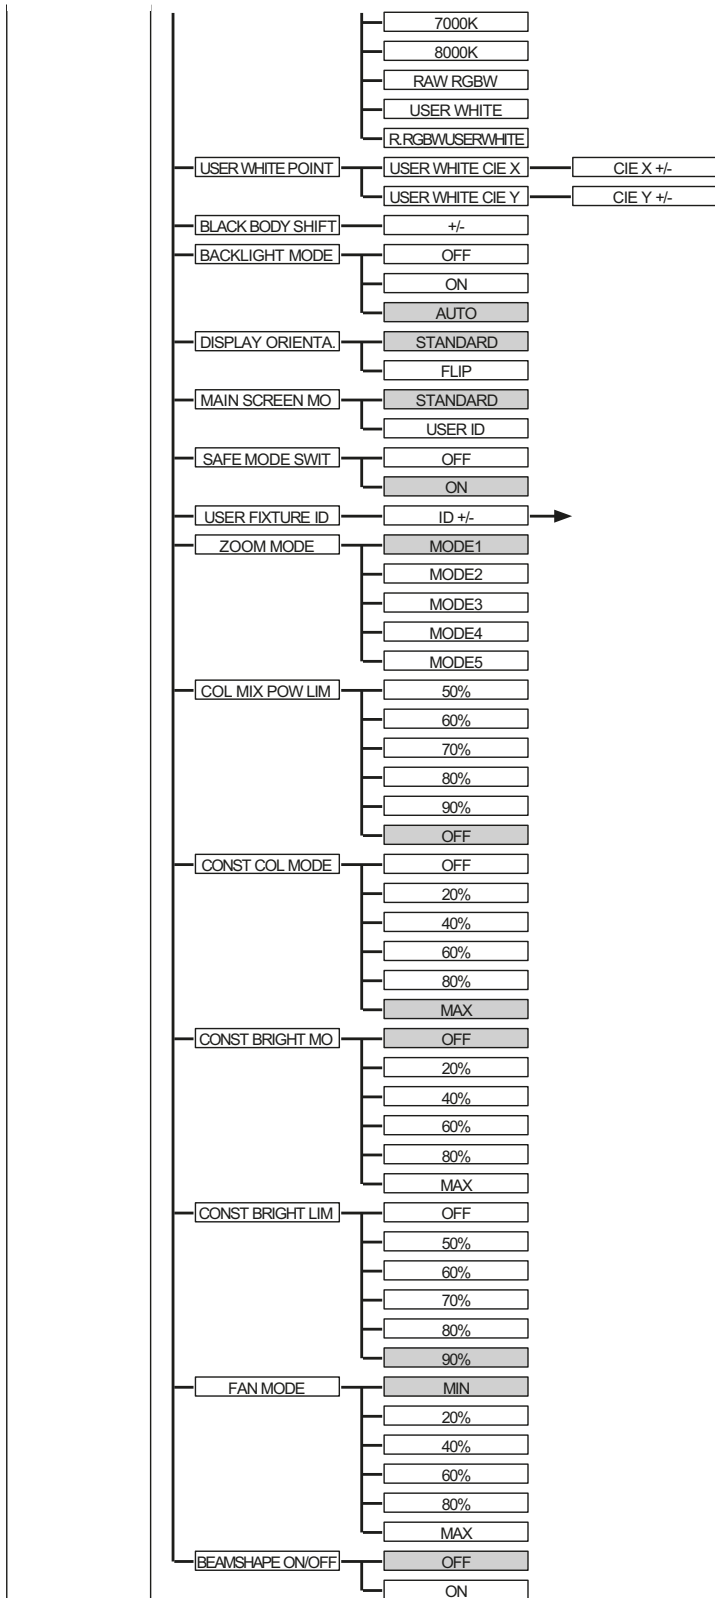 7000K
8000K
RAW RGBW
USER WHITE
R.RGBWUSERWHITE
USER WHITE POINT USER WHITE CIE X CIE X +/-
USER WHITE CIE Y CIE Y +/-
BLACK BODY SHIFT +/-
BACKLIGHT MODE OFF
ON
AUTO
DISPLAY ORIENTA. STANDARD
FLIP
MAIN SCREEN MO STANDARD
USER ID
SAFE MODE SWIT OFF
ON
USER FIXTURE ID ID +/-
ZOOM MODE MODE1
MODE2
MODE3
MODE4
MODE5
COL MIX POW LIM 50%
60%
70%
80%
90%
OFF
CONST COL MODE OFF
20%
40%
60%
80%
MAX
CONST BRIGHT MO OFF
20%
40%
60%
80%
MAX
CONST BRIGHT LIM OFF
50%
60%
70%
80%
90%
FAN MODE MIN
20%
40%
60%
80%
MAX
BEAMSHAPE ON/OFF OFF
ON